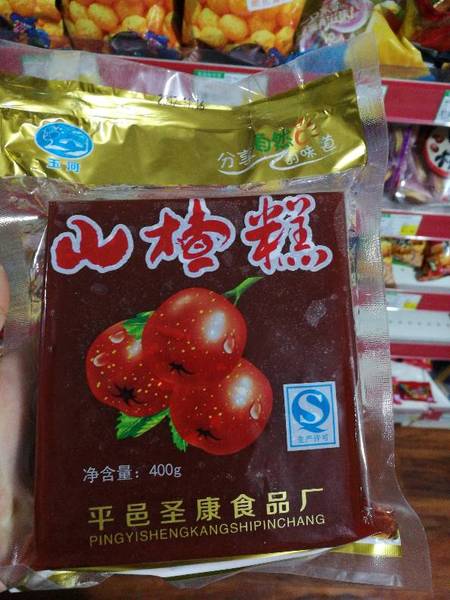 玉河
分享自然
的味道
山楂糕
生产许可
净含量：400g
平邑圣康食品厂
PINGYISHENGKANGSHIPINCHANG